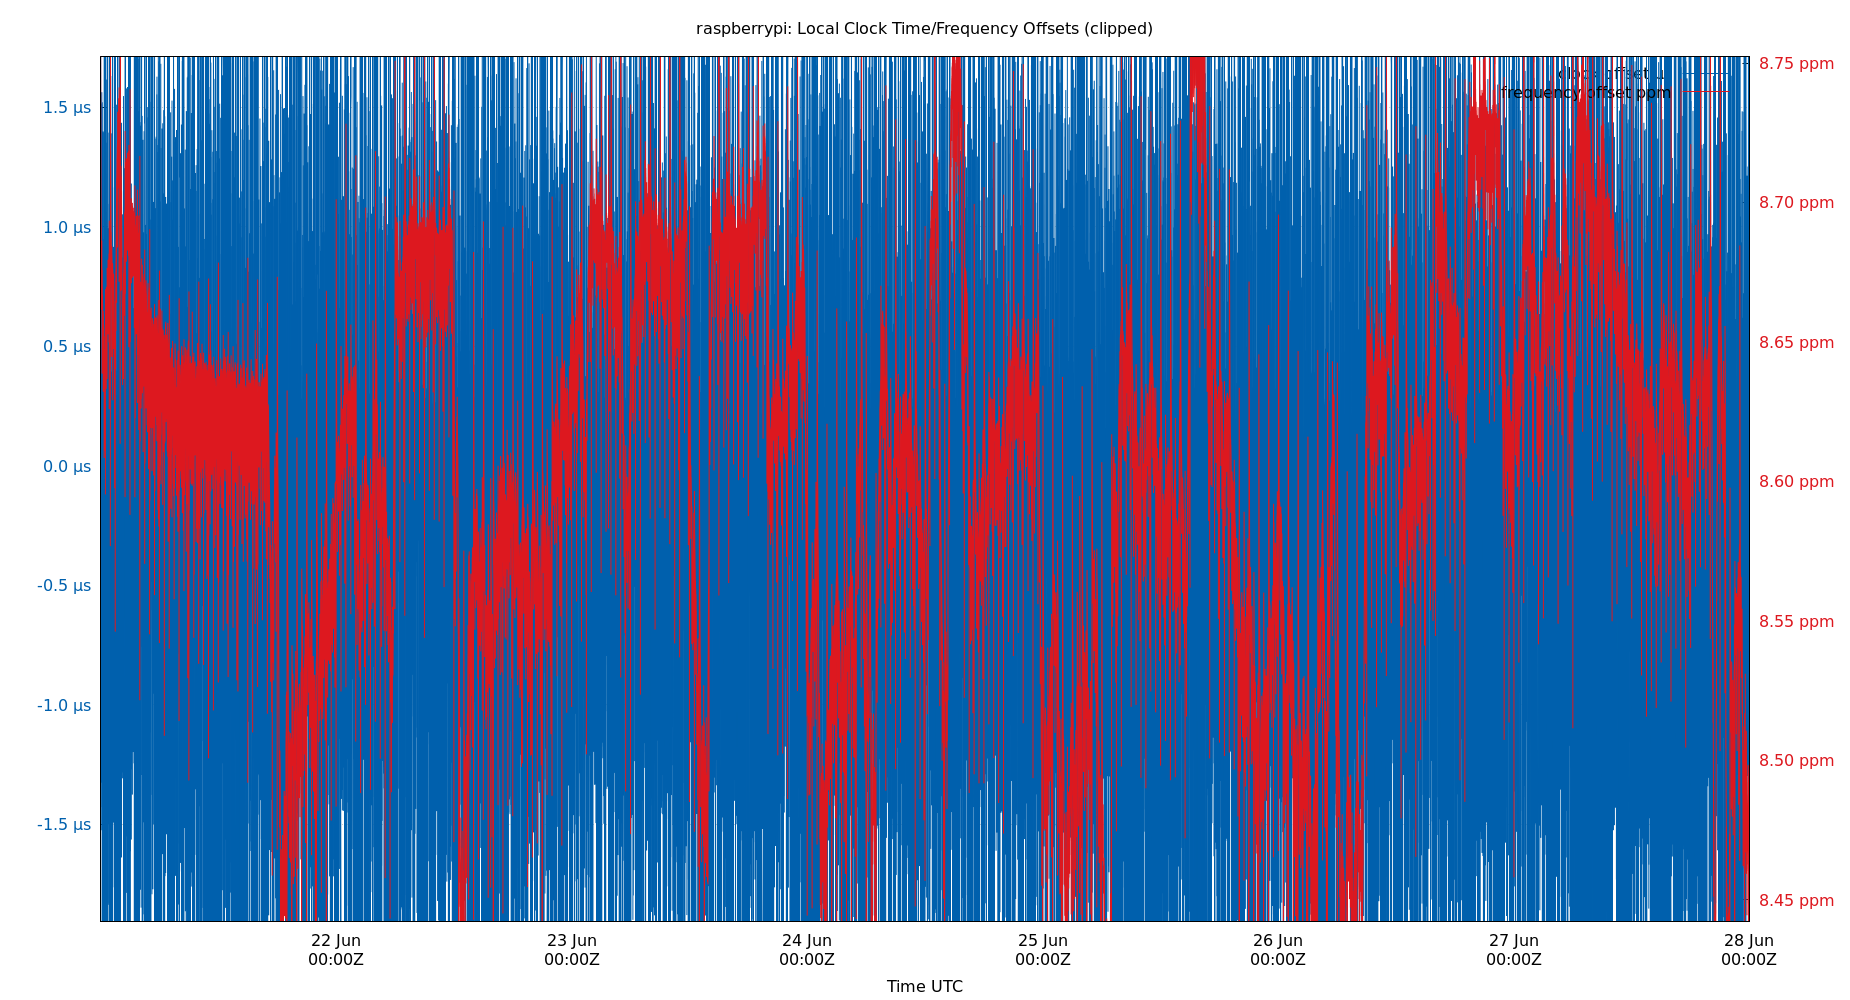 raspberrypi: Local Clock Time/Frequency Offsets (clipped)
clock offset
frequency offset ppm
1.5 μs
1.0 μs
0.5 μs
0.0 μs
-0.5 μs
-1.0 μs
-1.5 μs
8.75 ppm
8.70 ppm
8.65 ppm
8.60 ppm
8.55 ppm
8.50 ppm
8.45 ppm
22 Jun
00:00Z
23 Jun
00:00Z
24 Jun
00:00Z
25 Jun
00:00Z
26 Jun
00:00Z
27 Jun
00:00Z
28 Jun
00:00Z
Time UTC